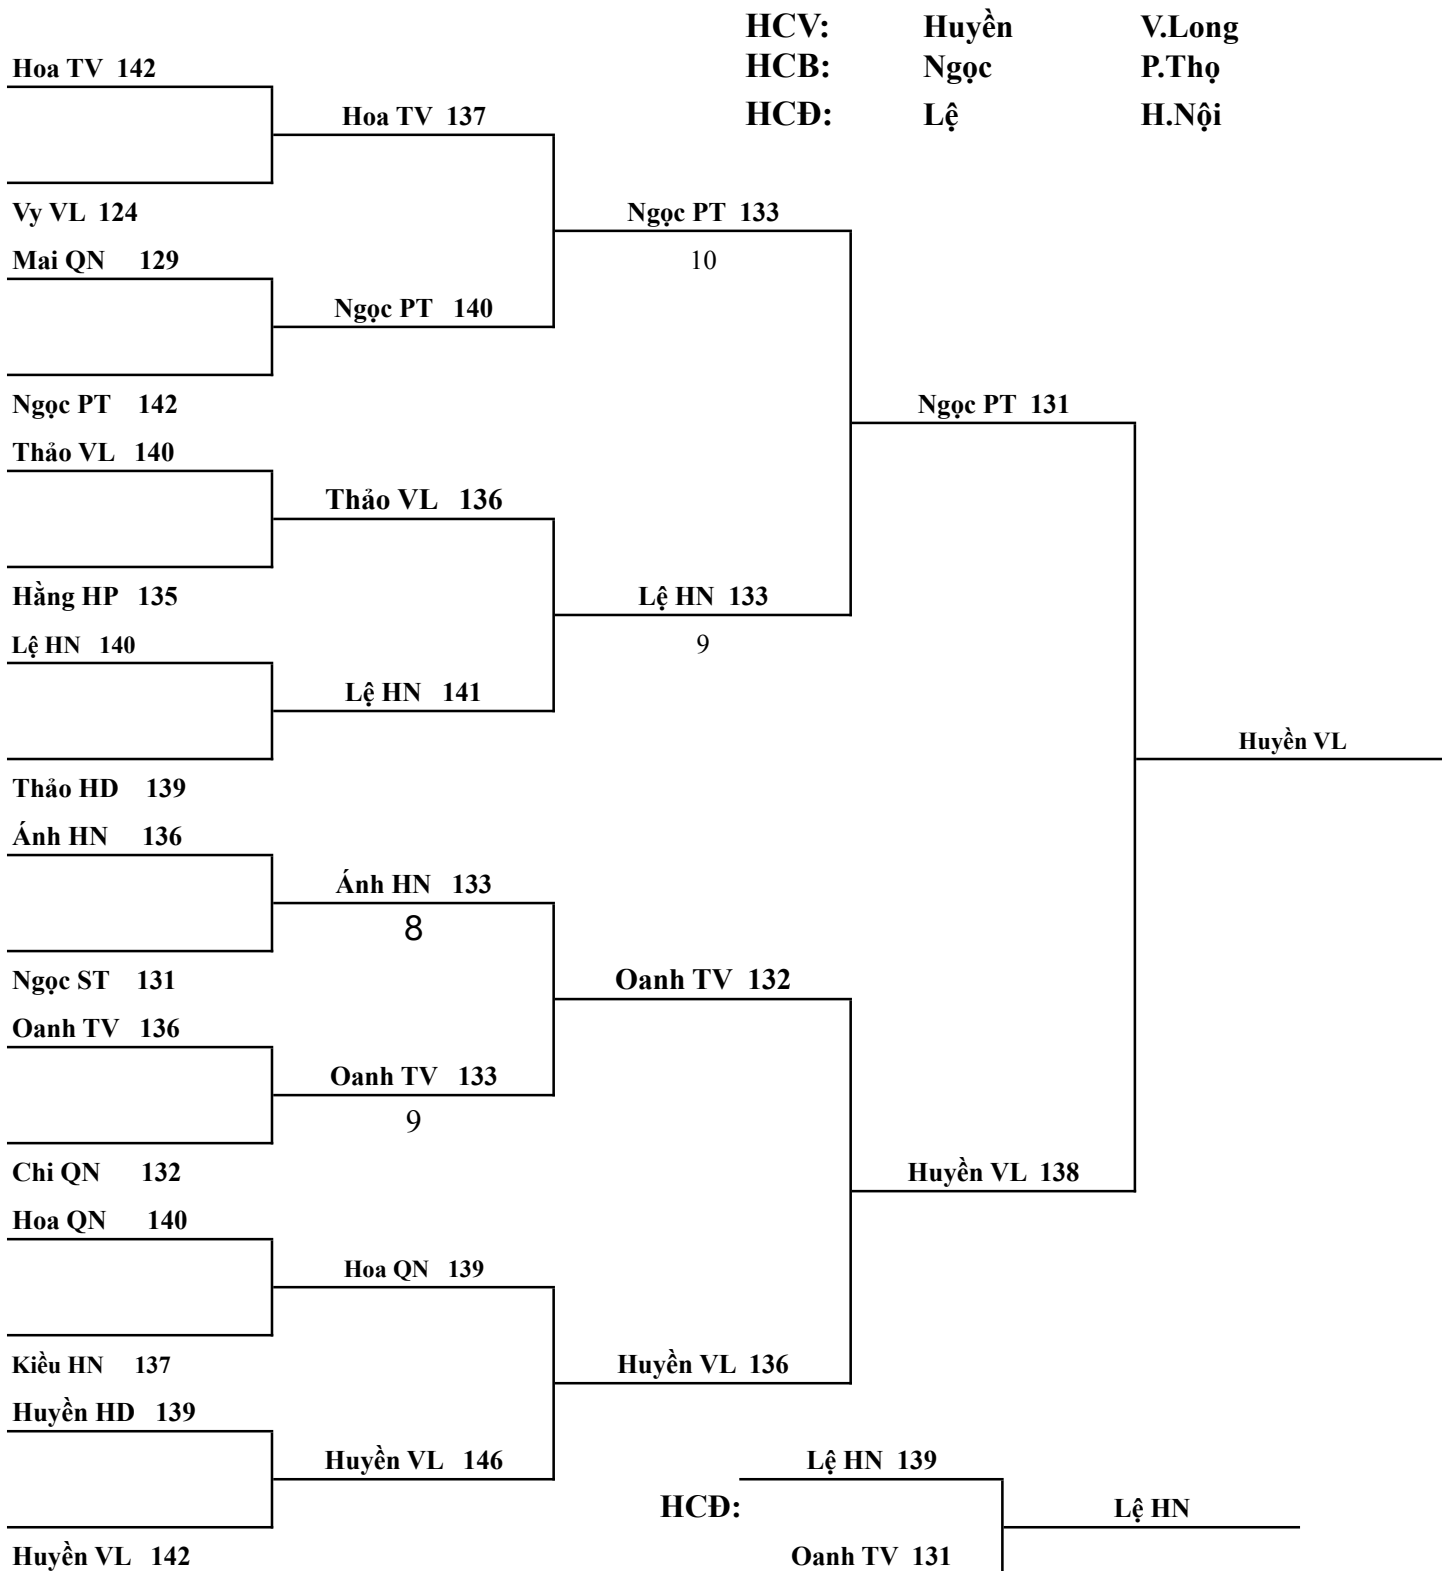 HCV: Huyền V.Long
Hoa TV 142 HCB: Ngọc P.Thọ
Hoa TV 137 HCĐ: Lệ H.Nội
Vy VL 124 Ngọc PT 133
Mai QN 129 10
Ngọc PT 140
Ngọc PT 142 Ngọc PT 131
Thảo VL 140
Thảo VL 136
Hằng HP 135 Lệ HN 133
Lệ HN 140 9
Lệ HN 141
Huyền VL
Thảo HD 139
Ánh HN 136
Ánh HN 133
8
Ngọc ST 131 Oanh TV 132
Oanh TV 136
Oanh TV 133
9
Chi QN 132 Huyền VL 138
Hoa QN 140
Hoa QN 139
Kiều HN 137 Huyền VL 136
Huyền HD 139
Huyền VL 146 Lệ HN 139
HCĐ: Lệ HN
Huyền VL 142 Oanh TV 131